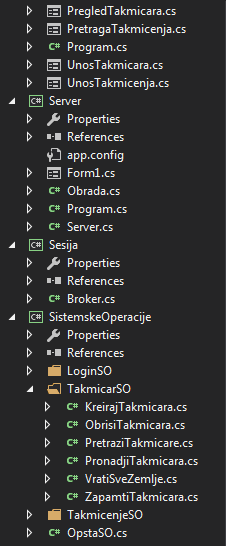 PregledTakmicara.cs
PretragaTakmicenja.cs
C# Program.cs
UnosTakmicara.cs
UnosTakmicenja.cs
C# Server
Properties
References
app.config
Form1.cs
C# Obrada.cs
C# Program.cs
C# Server.cs
C# Sesija
Properties
References
C# Broker.cs
C# SistemskeOperacije
Properties
References
LoginSO
TakmicarSO
C# KreirajTakmicara.cs
C# ObrisiTakmicara.cs
C# PretraziTakmicare.cs
C# PronadjiTakmicara.cs
C# VratiSveZemlje.cs
C# ZapamtiTakmicara.cs
TakmicenjeSO
C# OpstaSO.cs